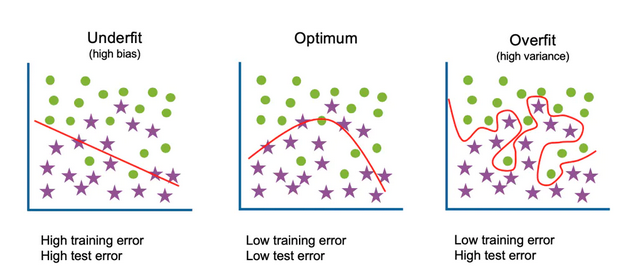 Underfit
(high bias)
Optimum
Overfit
(high variance)
High training error
High test error
Low training error
Low test error
Low training error
High test error